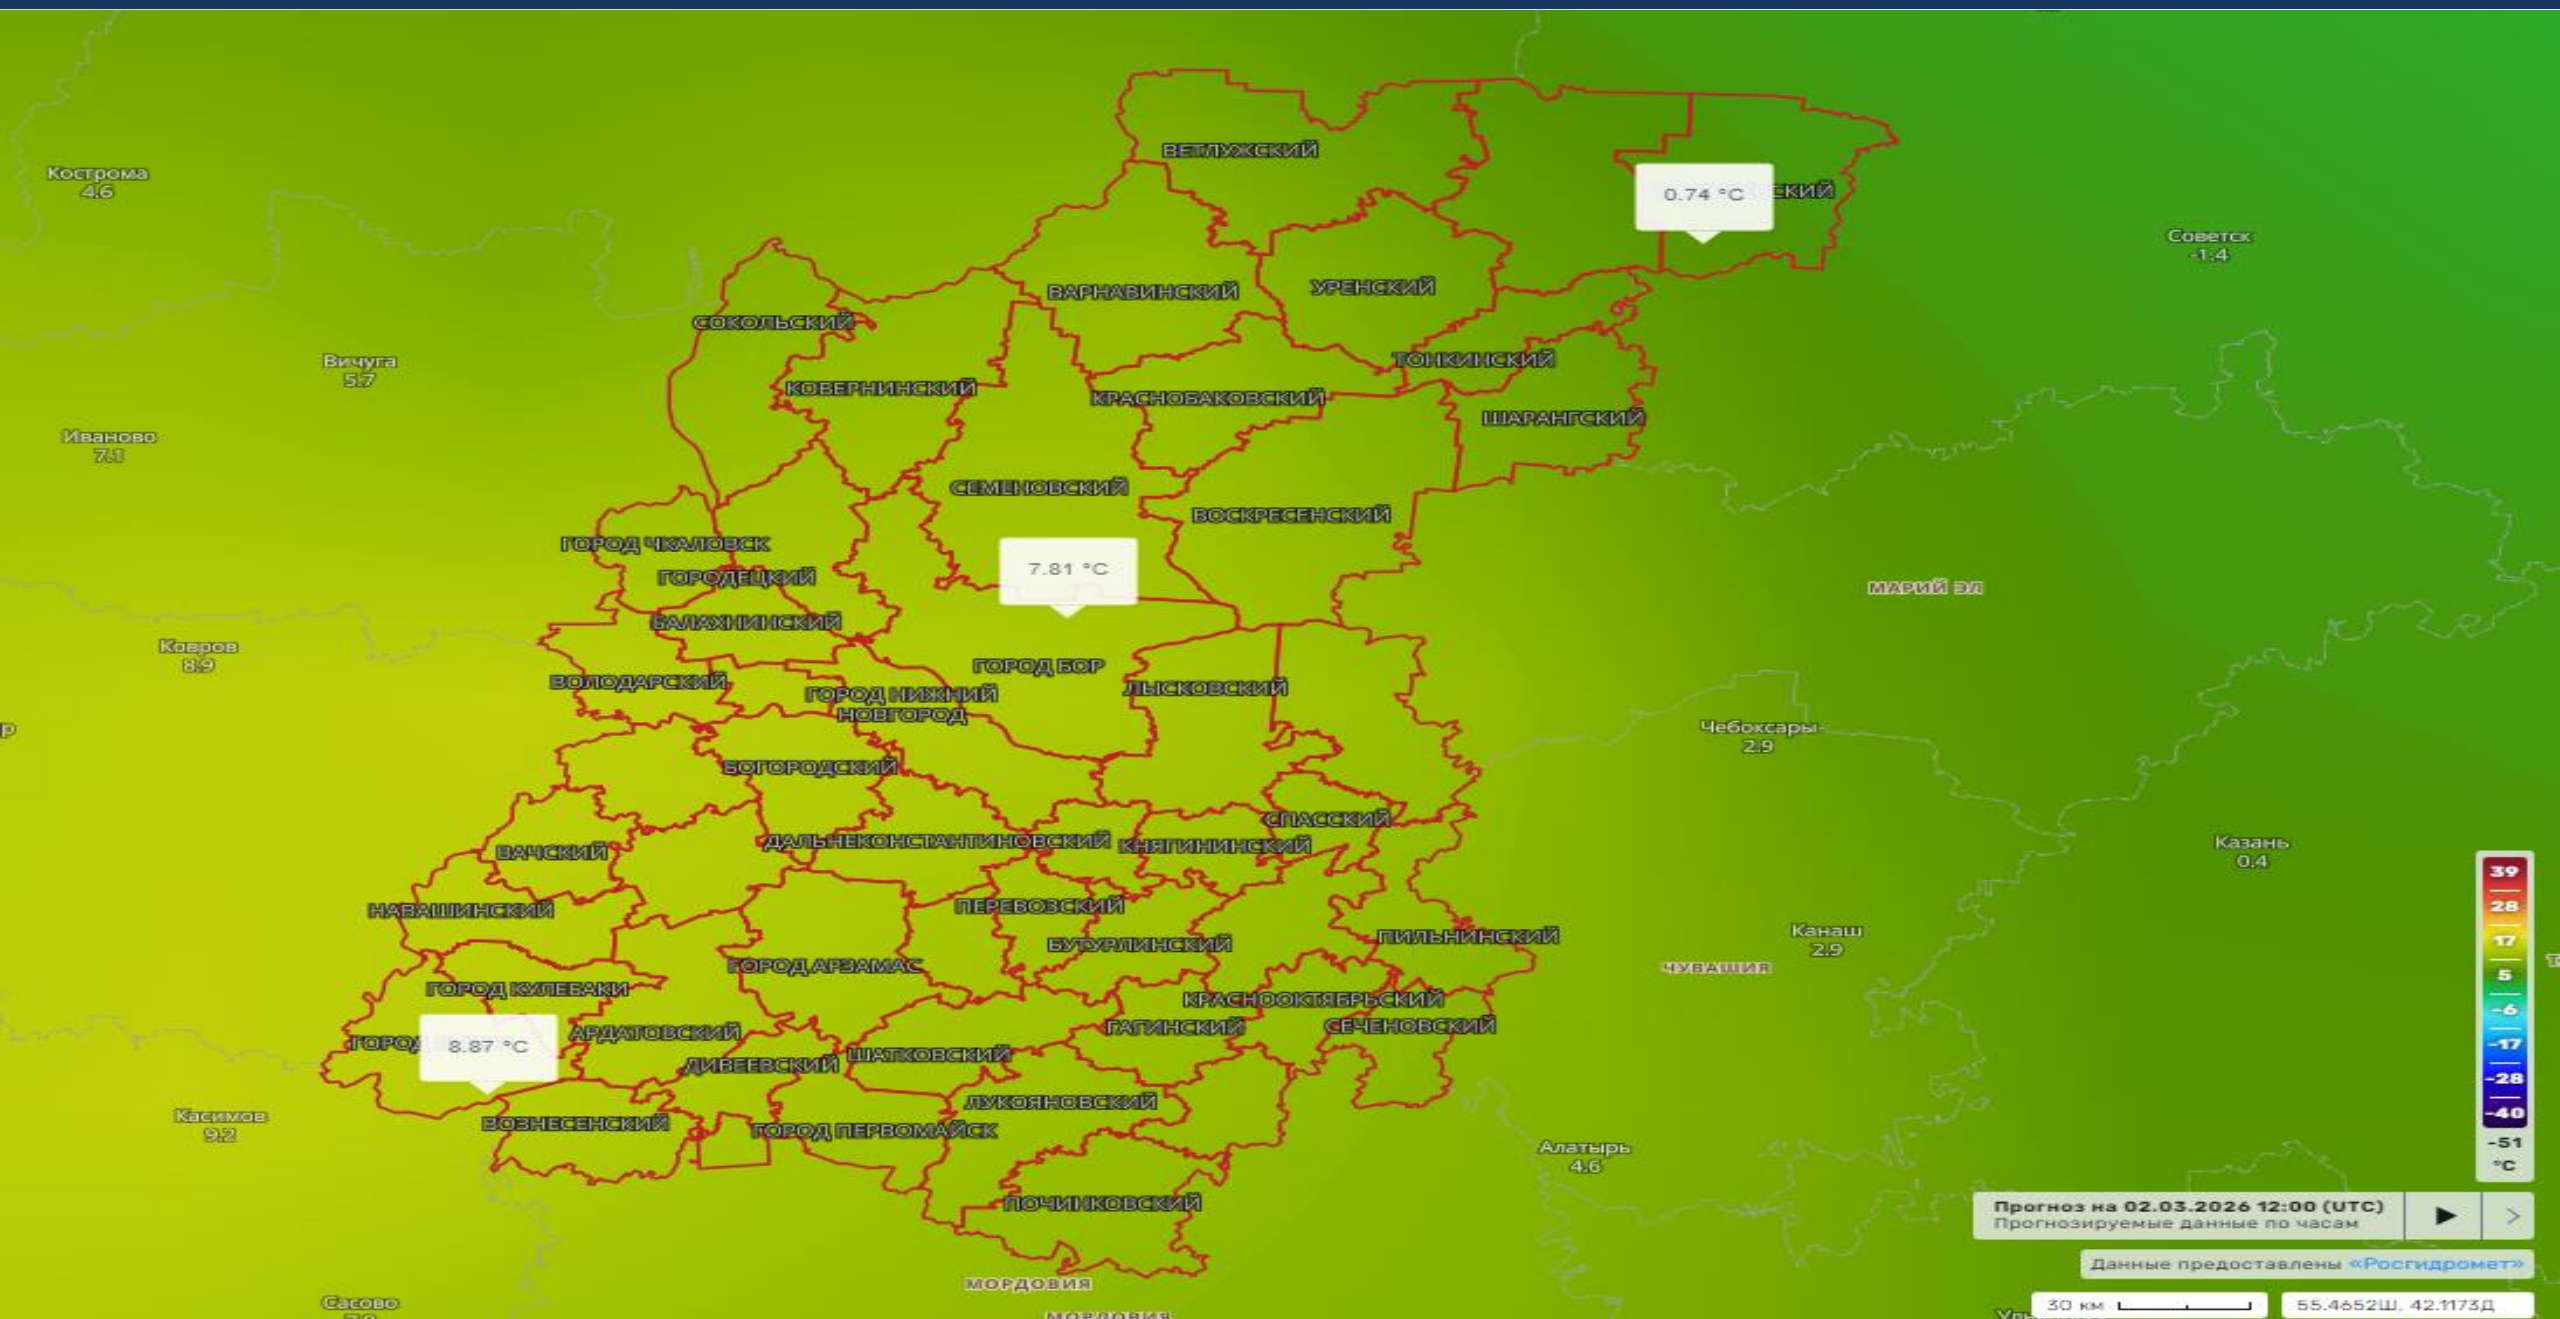 ВЕТЛУЖСКИЙ
Кострома
4.6
0.74 °C
Советск
-1.4
ВАРНАВИНСКИЙ
УРЕНСКИЙ
СОКОЛЬСКИЙ
Вичуга
5.7
ТОНКИНСКИЙ
КОВЕРНИНСКИЙ
КРАСНОБАКОВСКИЙ
ШАРАНГСКИЙ
Иваново
7.1
СЕМЕНОВСКИЙ
ВОСКРЕСЕНСКИЙ
ГОРОД ЧКАЛОВСК
7.81 °C
ГОРОДЕЦКИЙ
МАРИЙ ЭЛ
БАЛАХНИНСКИЙ
Ковров
8.9
ГОРОД БОР
ВОЛОДАРСКИЙ
ГОРОД НИЖНИЙ
НОВГОРОД
ЛЫСКОВСКИЙ
Чебоксары
2.9
БОГОРОДСКИЙ
СПАССКИЙ
ДАЛЬНЕКОНСТАНТИНОВСКИЙ
КНЯГИНИНСКИЙ
ВАЧСКИЙ
Казань
0.4
НАВАШИНСКИЙ
ПЕРЕВОЗСКИЙ
БУТУРЛИНСКИЙ
ПИЛЬНИНСКИЙ
Канаш
2.9
ГОРОД АРЗАМАС
ЧУВАШИЯ
ГОРОД КУЛЕБАКИ
КРАСНООКТЯБРЬСКИЙ
ГАГИНСКИЙ
СЕЧЕНОВСКИЙ
ГОРОД
8.87 °C
АРДАТОВСКИЙ
ДИВЕЕВСКИЙ
ШАТКОВСКИЙ
ЛУКОЯНОВСКИЙ
Касимов
9.2
ВОЗНЕСЕНСКИЙ
ГОРОД ПЕРВОМАЙСК
Алатырь
4.6
ПОЧИНКОВСКИЙ
МОРДОВИЯ
МОРДОВИЯ
Сасово
39
28
17
5
-6
-17
-28
-40
-51
°C
Прогноз на 02.03.2026 12:00 (UTC)
Прогнозируемые данные по часам
Данные предоставлены «Росгидромет»
30 км
55.4652Ш, 42.1173Д